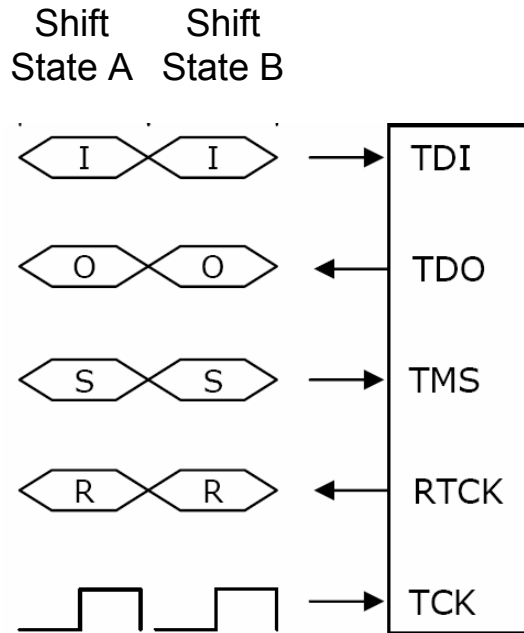 Shift Shift
State A State B
I I TDI
O O TDO
S S TMS
R R RTCK
TCK